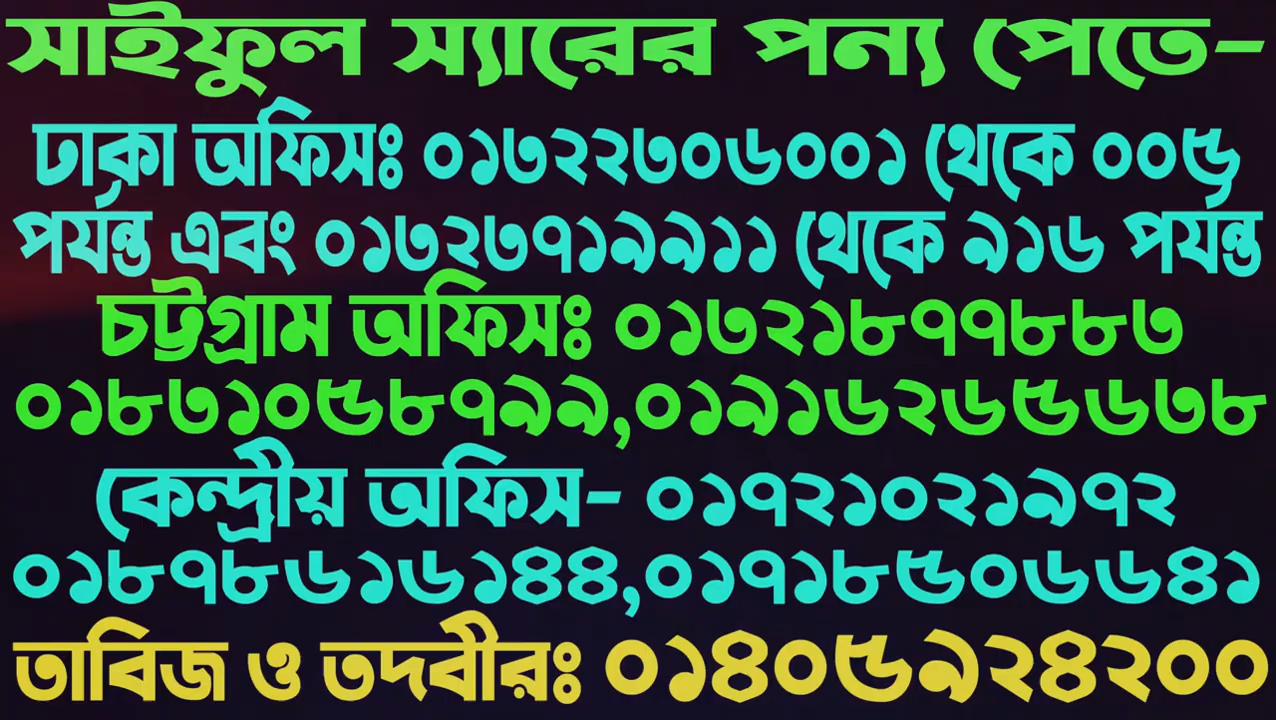 সাইফুল স্যারের পন্য পেতে-
ঢাকা অফিসঃ ০১৩২২৩০৬০০১ থেকে ০০৫
পর্যন্ত এবং ০১৩২৩৭১৯৯১১ থেকে ৯১৬ পর্যন্ত
চট্টগ্রাম অফিসঃ ০১৩২১৮৭৭৮৮৩
০১৮৩১০৫৮৭৯৯,০১৯১৬২৬৫৬৩৮
কেন্দ্রীয় অফিস- ০১৭২১০২১৯৭২
০১৮৭৮৬১৬১৪৪,০১৭১৮৫০৬৬৪১
তাবিজ ও তদবীরঃ ০১৪০৫৯২৪২০০